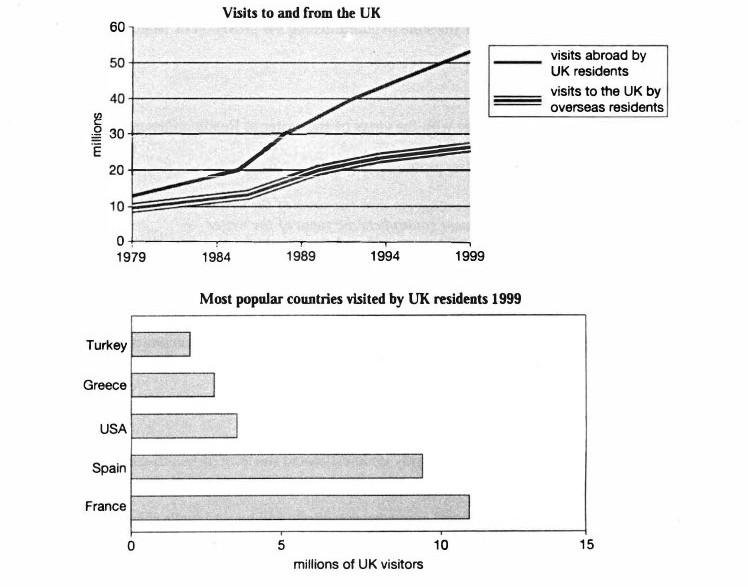 Visits to and from the UK
60
50
40
30
20
10
0
millions
1979
1984
1989
1994
1999
visits abroad by
UK residents
visits to the UK by
overseas residents
Most popular countries visited by UK residents 1999
Turkey
Greece
USA
Spain
France
0
5
10
15
millions of UK visitors